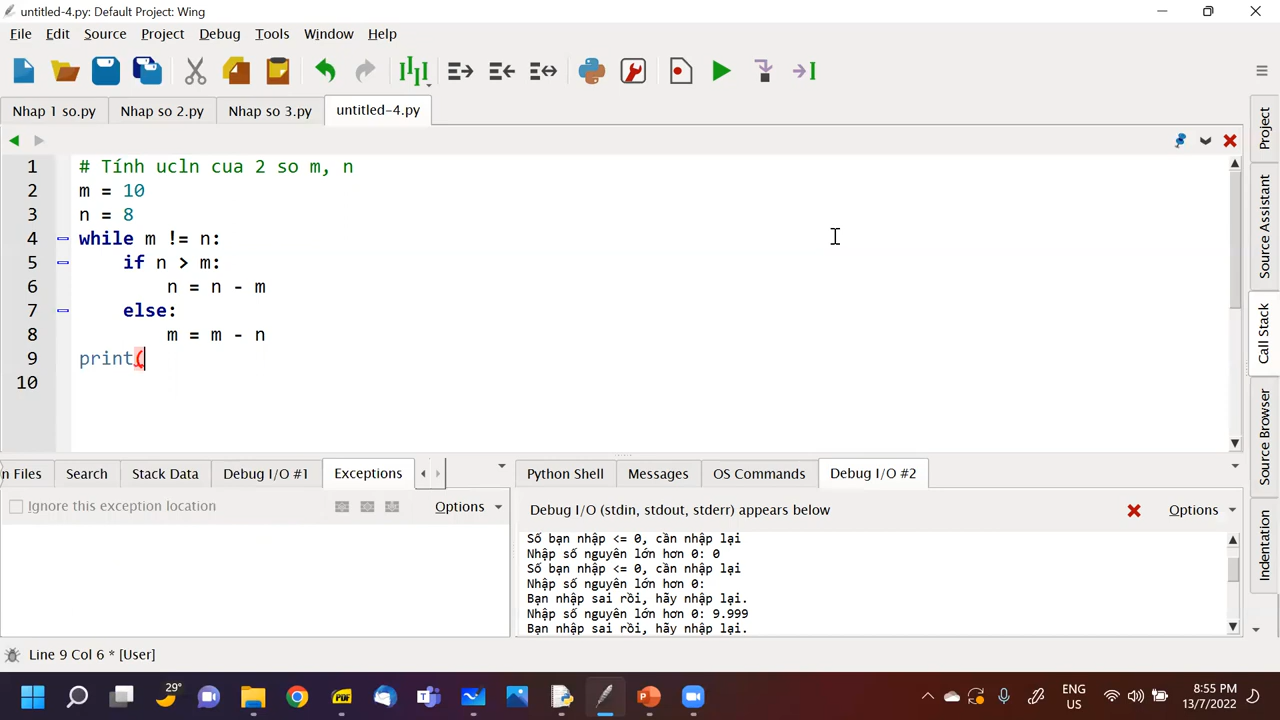 untitled-4.py: Default Project: Wing
File Edit Source Project Debug Tools Window Help
Nhap 1 so.py Nhap so 2.py Nhap so 3.py untitled-4.py
1 # Tính ucln cua 2 so m, n
2 m = 10
3 n = 8
4 while m != n:
5 if n > m:
6 n = n - m
7 else:
8 m = m - n
9 print(
10
Project
Source Assistant
Call Stack
Source Browser
Indentation
n Files Search Stack Data Debug I/O #1 Exceptions
Ignore this exception location Options
Python Shell Messages OS Commands Debug I/O #2
Debug I/O (stdin, stdout, stderr) appears below Options
Số bạn nhập <= 0, cần nhập lại
Nhập số nguyên lớn hơn 0: 0
Số bạn nhập <= 0, cần nhập lại
Nhập số nguyên lớn hơn 0:
Bạn nhập sai rồi, hãy nhập lại.
Nhập số nguyên lớn hơn 0: 9.999
Bạn nhập sai rồi, hãy nhập lại.
Line 9 Col 6 * [User]
29°
PDF
ENG
US
8:55 PM
13/7/2022